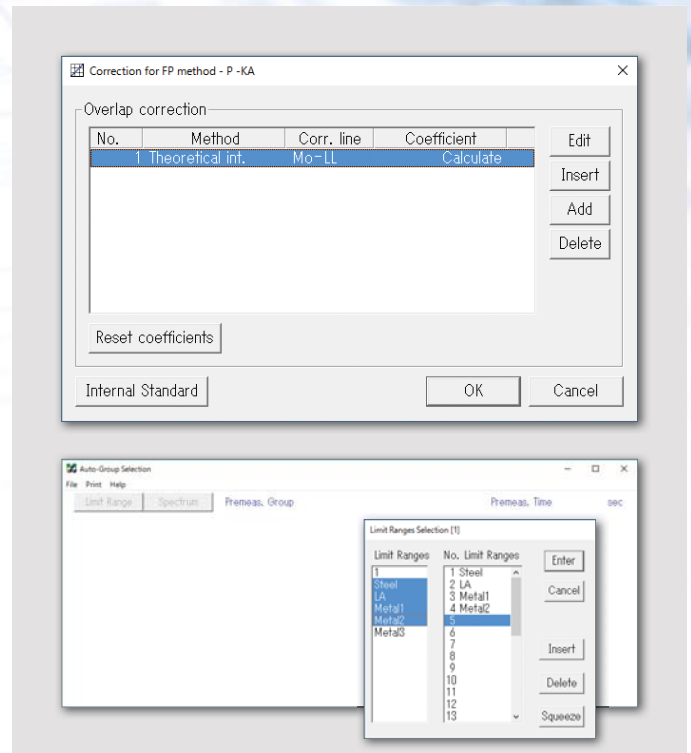 Correction for FP method - P -KA
Overlap correction
No. Method Corr. line Coefficient
1 Theoretical int. Mo-LL Calculate
Edit
Insert
Add
Delete
Reset coefficients
Internal Standard OK Cancel
Auto-Group Selection
File Print Help
Limit Range Spectrum Premeas. Group Premeas. Time sec
Limit Ranges Selection [1]
Limit Ranges No. Limit Ranges
1
Steel
LA
Metal1
Metal2
Metal3
1 Steel
2 LA
3 Metal1
4 Metal2
5
6
7
8
9
10
11
12
13
Enter
Cancel
Insert
Delete
Squeeze